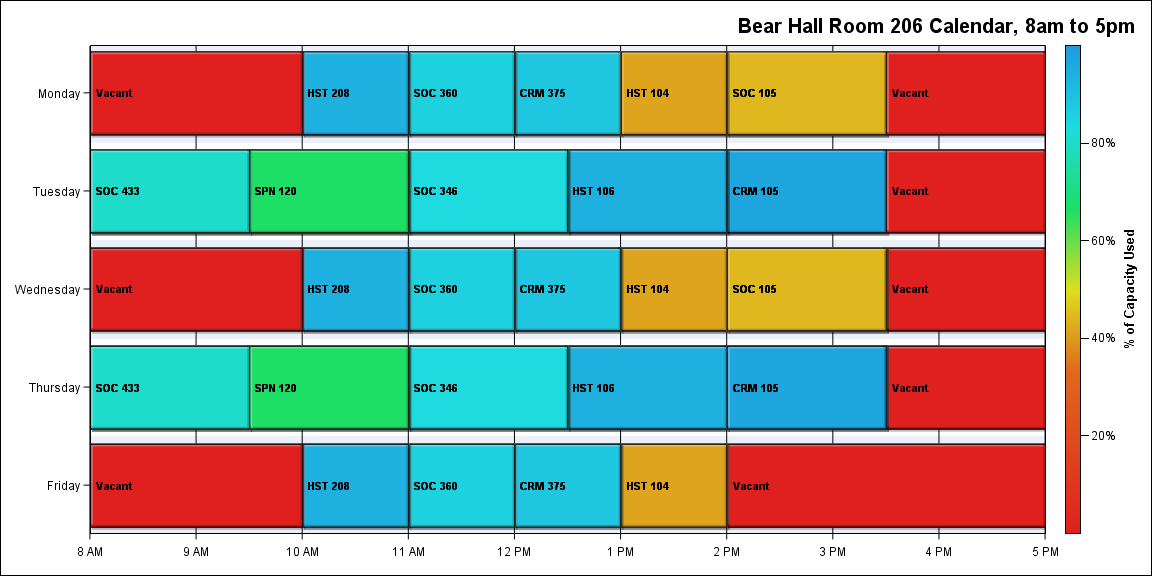 Bear Hall Room 206 Calendar, 8am to 5pm
Monday
Vacant
HST 208
SOC 360
CRM 375
HST 104
SOC 105
Vacant
Tuesday
SOC 433
SPN 120
SOC 346
HST 106
CRM 105
Vacant
Wednesday
Vacant
HST 208
SOC 360
CRM 375
HST 104
SOC 105
Vacant
Thursday
SOC 433
SPN 120
SOC 346
HST 106
CRM 105
Vacant
Friday
Vacant
HST 208
SOC 360
CRM 375
HST 104
Vacant
8 AM
9 AM
10 AM
11 AM
12 PM
1 PM
2 PM
3 PM
4 PM
5 PM
80%
60%
40%
20%
% of Capacity Used